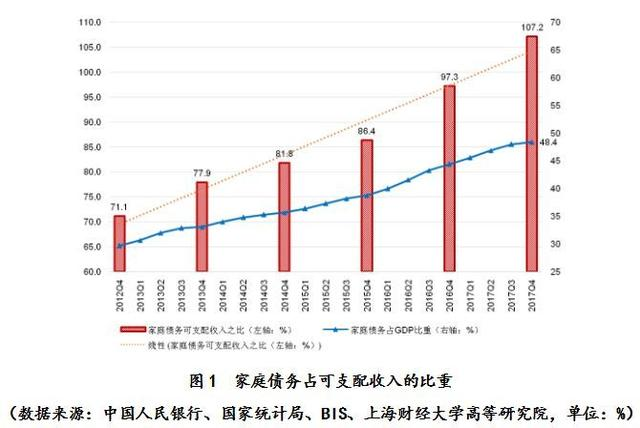 110.0
105.0
100.0
95.0
90.0
85.0
80.0
75.0
70.0
65.0
60.0
70
65
60
55
50
45
40
35
30
25
71.1
77.9
81.8
86.4
97.3
107.2
48.4
2012Q4
2013Q1
2013Q2
2013Q3
2013Q4
2014Q1
2014Q2
2014Q3
2014Q4
2015Q1
2015Q2
2015Q3
2015Q4
2016Q1
2016Q2
2016Q3
2016Q4
2017Q1
2017Q2
2017Q3
2017Q4
家庭债务可支配收入之比（左轴：%） 家庭债务占GDP比重（右轴：%）
线性 (家庭债务可支配收入之比（左轴：%）)
图1 家庭债务占可支配收入的比重
（数据来源：中国人民银行、国家统计局、BIS、上海财经大学高等研究院，单位：%）